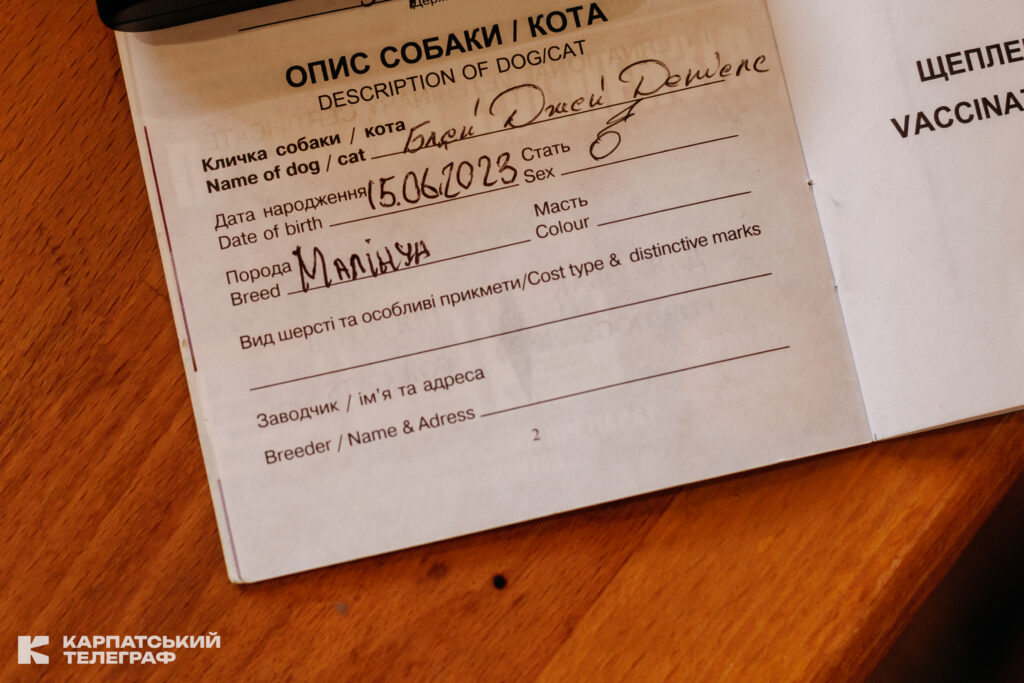 ОПИС СОБАКИ / КОТА
DESCRIPTION OF DOG/CAT
Кличка собаки / кота
Name of dog / cat Блек Джек
Дата народження 15.06.2023 Стать
Date of birth Sex ♂
Порода Малінуа Масть
Breed Colour
Вид шерсті та особливі прикмети/Cost type & distinctive marks
Заводчик / ім'я та адреса
Breeder / Name & Adress
2
ЩЕПЛЕ
VACCINAT
КАРПАТСЬКИЙ
ТЕЛЕГРАФ